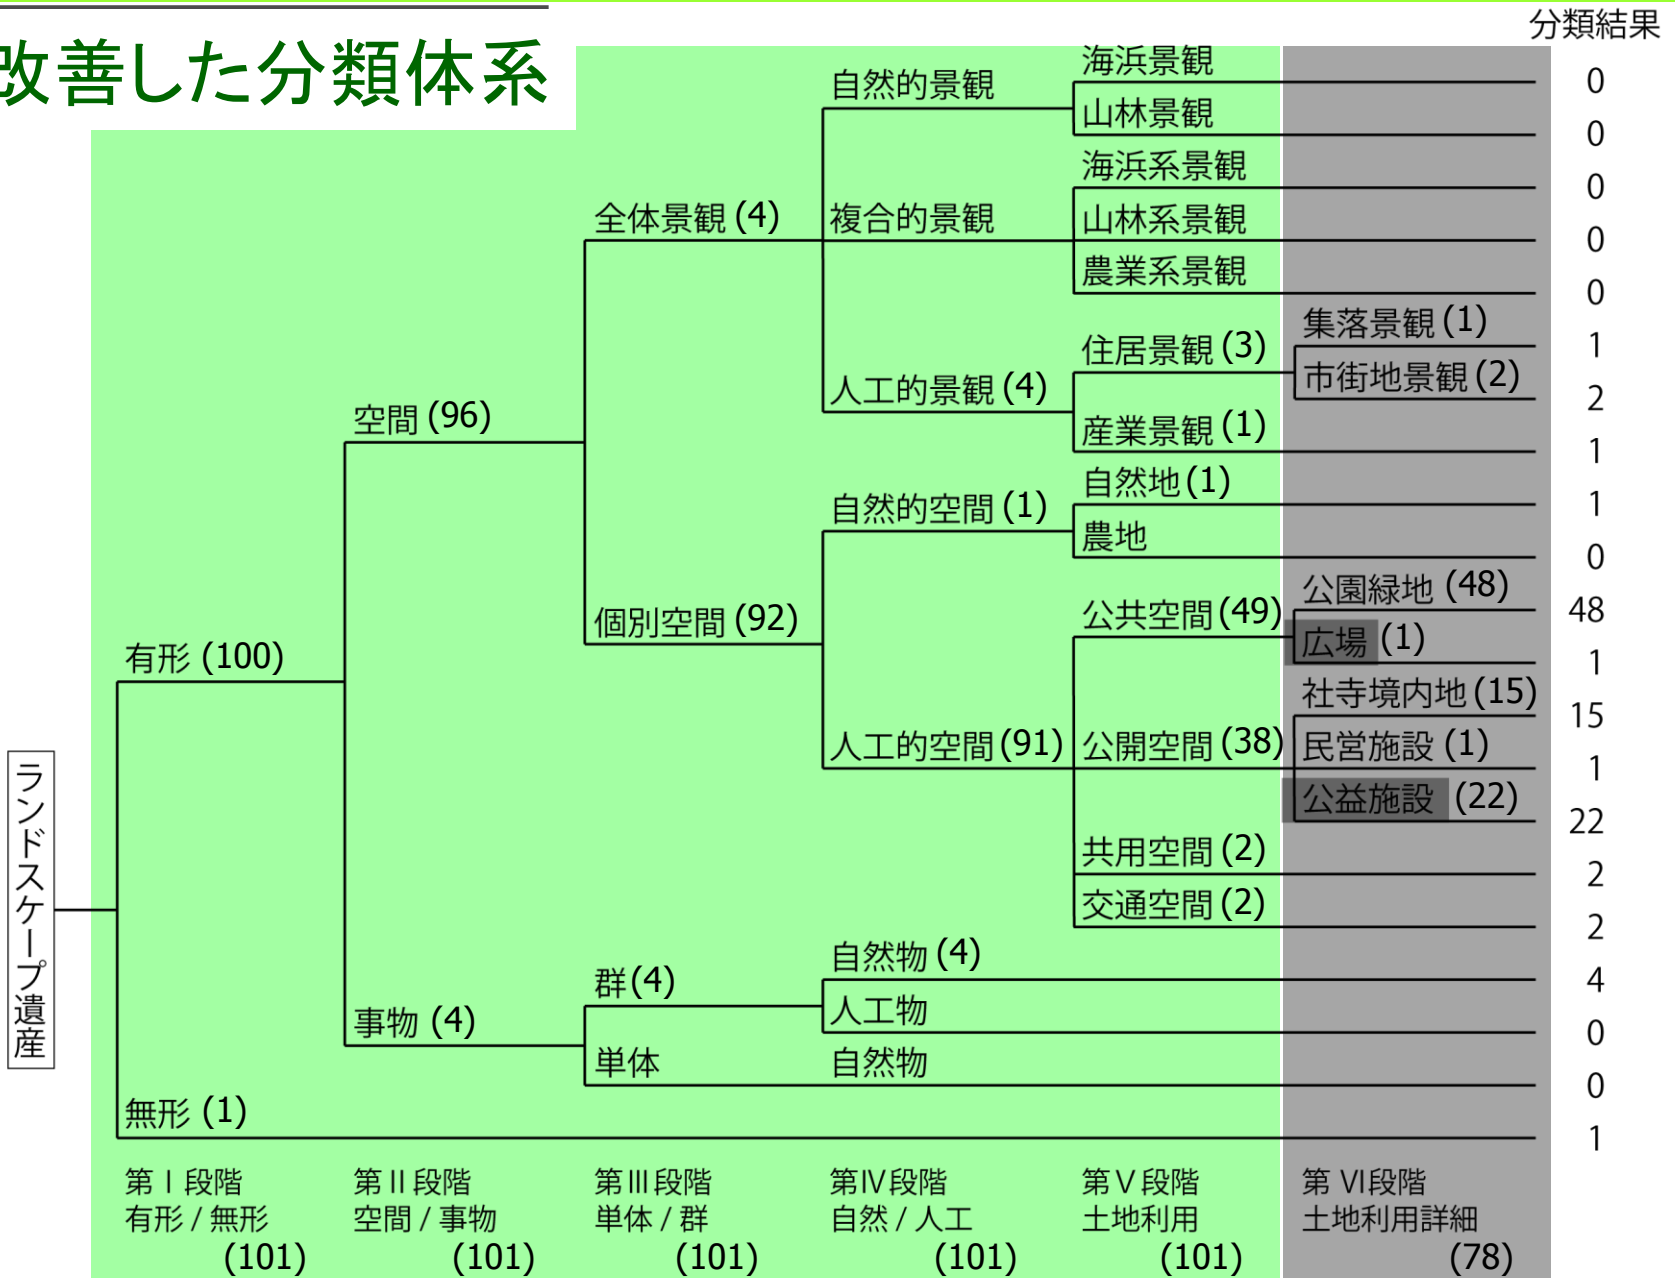 改善した分類体系
分類結果
自然的景観
海浜景観
0
山林景観
0
海浜系景観
0
全体景観 (4)
複合的景観
山林系景観
0
農業系景観
0
集落景観 (1)
1
住居景観 (3)
市街地景観 (2)
2
人工的景観 (4)
産業景観 (1)
1
空間 (96)
自然地 (1)
1
自然的空間 (1)
農地
0
公園緑地 (48)
48
個別空間 (92)
公共空間 (49)
広場 (1)
1
有形 (100)
社寺境内地 (15)
15
人工的空間 (91)
公開空間 (38)
民営施設 (1)
1
公益施設 (22)
22
共用空間 (2)
2
交通空間 (2)
2
ランドスケープ遺産
自然物 (4)
4
群 (4)
人工物
0
事物 (4)
単体
自然物
0
無形 (1)
1
第Ⅰ段階
有形 / 無形
(101)
第Ⅱ段階
空間 / 事物
(101)
第Ⅲ段階
単体 / 群
(101)
第Ⅳ段階
自然 / 人工
(101)
第Ⅴ段階
土地利用
(101)
第 Ⅵ段階
土地利用詳細
(78)